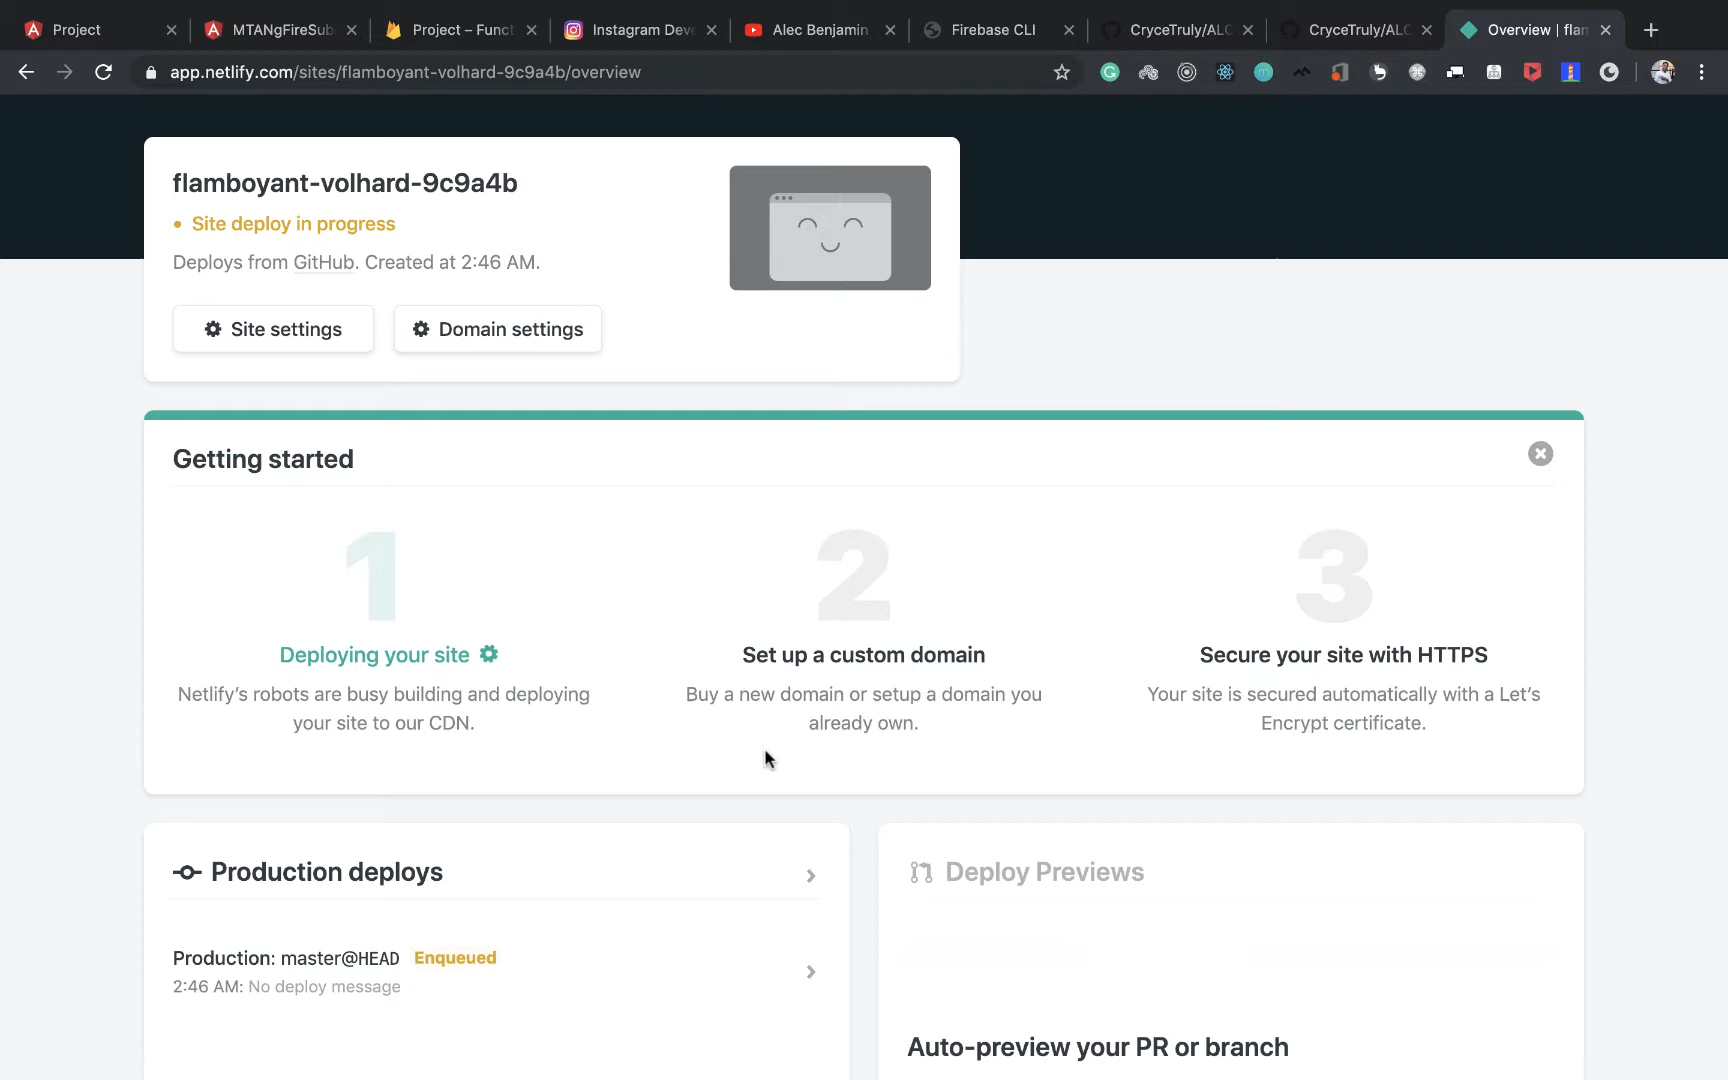 Project
MTANgFireSub
Project – Funct
Instagram Deve
Alec Benjamin
Firebase CLI
CryceTruly/ALC
CryceTruly/ALC
Overview | flam
app.netlify.com/sites/flamboyant-volhard-9c9a4b/overview
flamboyant-volhard-9c9a4b
• Site deploy in progress
Deploys from GitHub. Created at 2:46 AM.
Site settings
Domain settings
Getting started
1
2
3
Deploying your site
Set up a custom domain
Secure your site with HTTPS
Netlify’s robots are busy building and deploying
your site to our CDN.
Buy a new domain or setup a domain you
already own.
Your site is secured automatically with a Let’s
Encrypt certificate.
Production deploys
Deploy Previews
Production: master@HEAD Enqueued
2:46 AM: No deploy message
Auto-preview your PR or branch